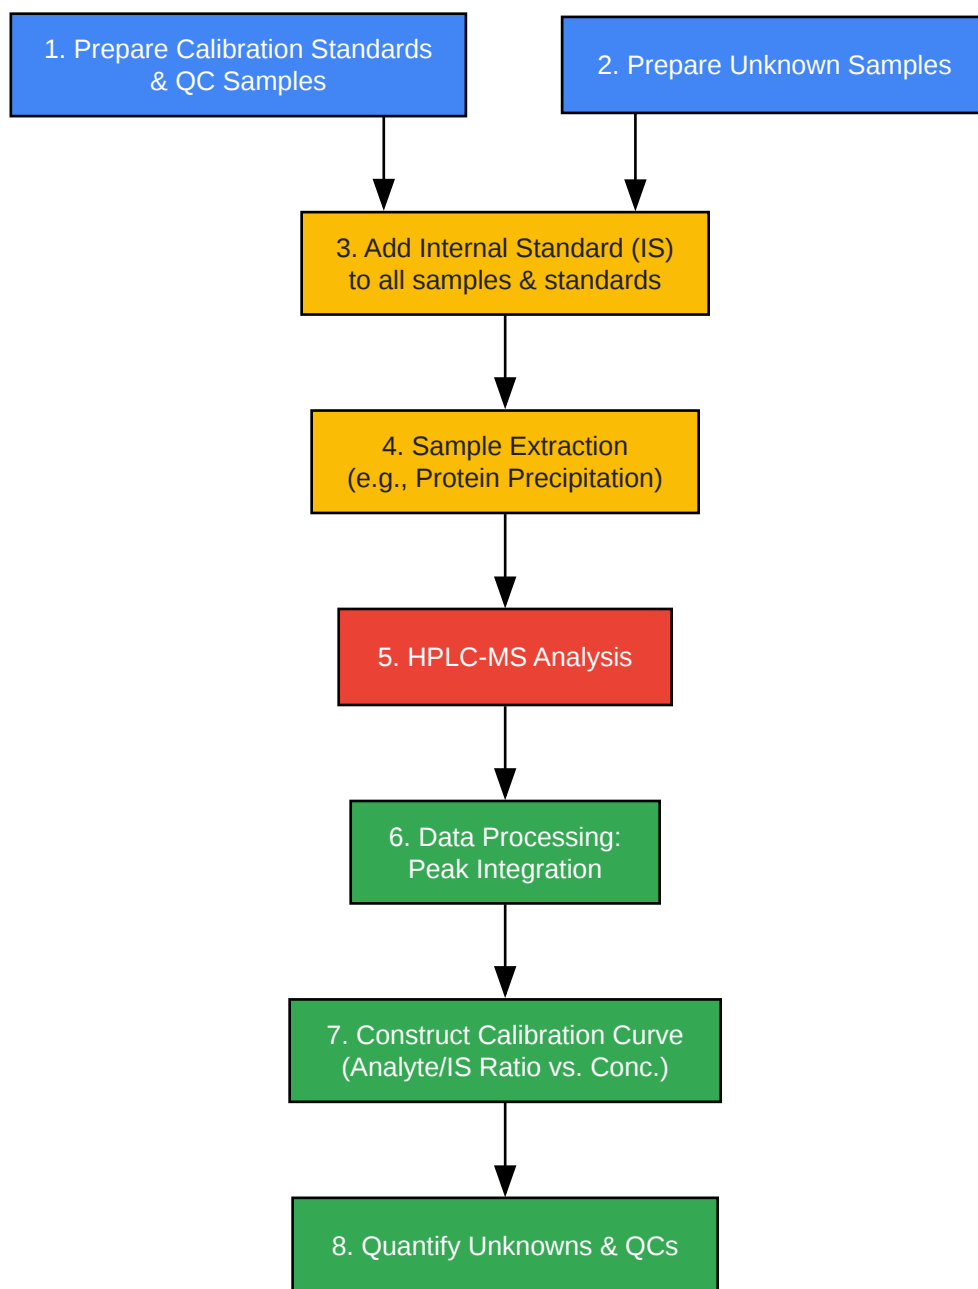 1. Prepare Calibration Standards
& QC Samples
2. Prepare Unknown Samples
3. Add Internal Standard (IS)
to all samples & standards
4. Sample Extraction
(e.g., Protein Precipitation)
5. HPLC-MS Analysis
6. Data Processing:
Peak Integration
7. Construct Calibration Curve
(Analyte/IS Ratio vs. Conc.)
8. Quantify Unknowns & QCs